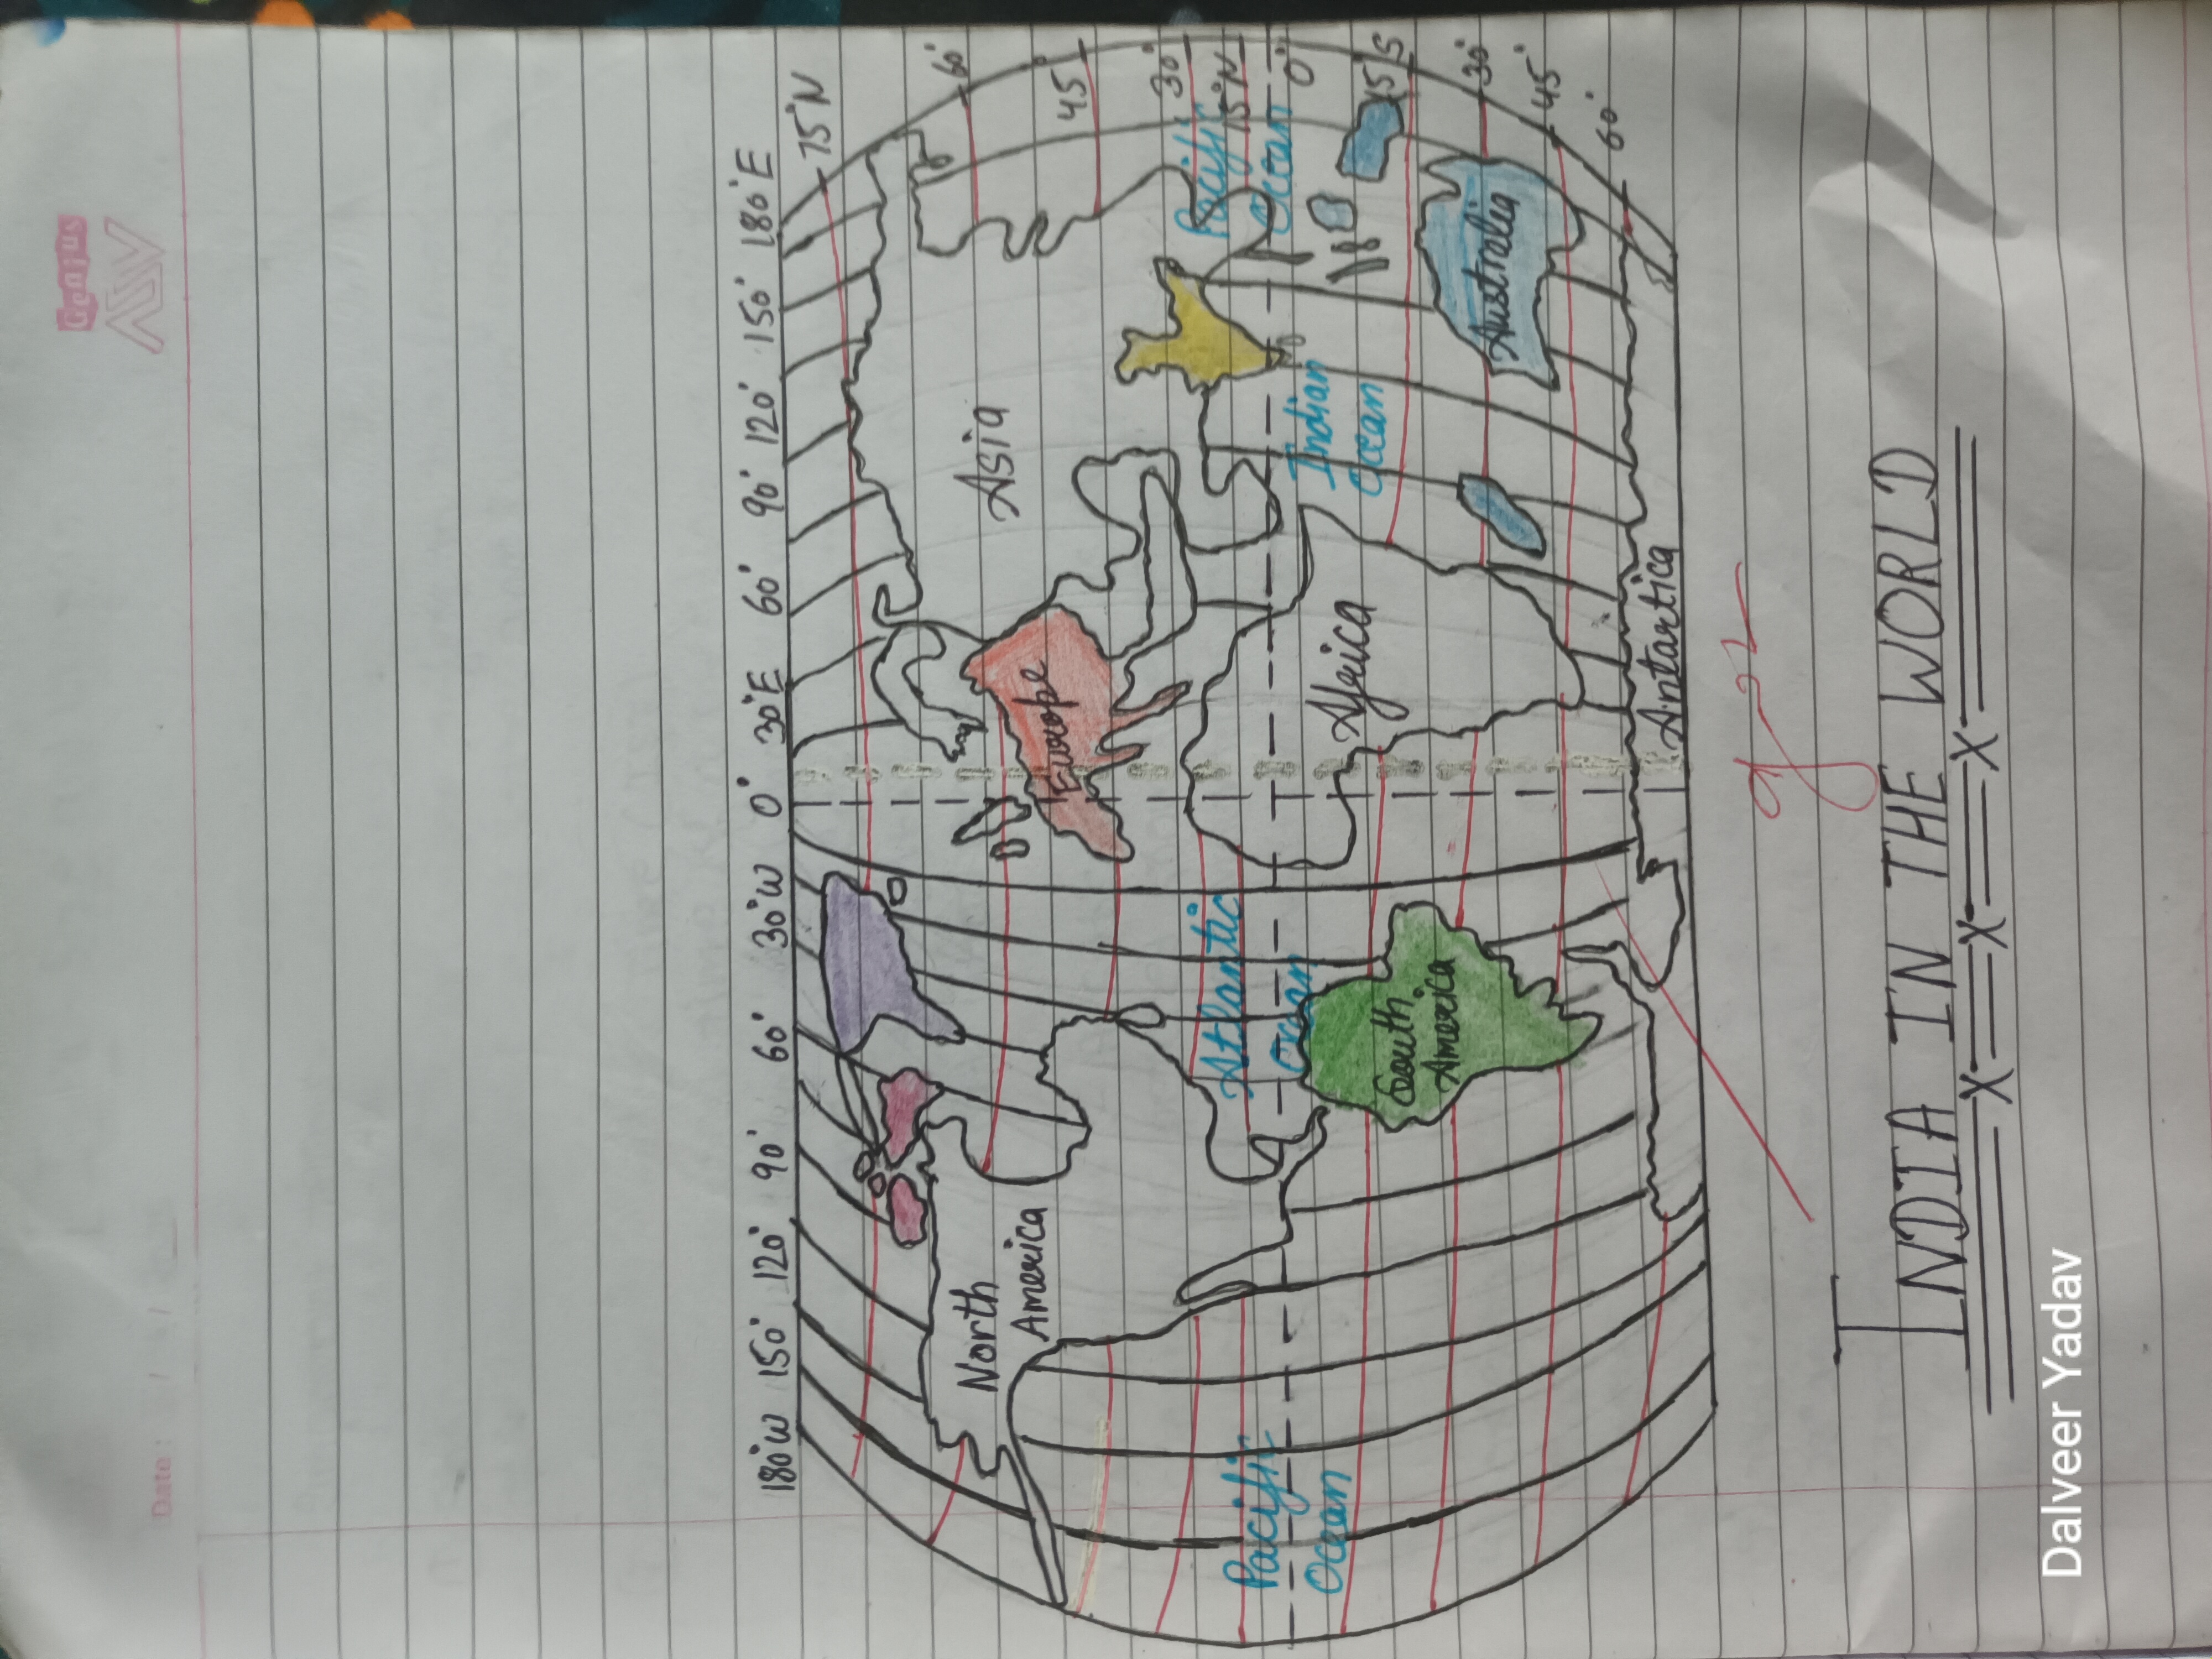 Genius
Date :
180°W 150° 120° 90° 60° 30°W 0° 30°E 60° 90° 120° 150° 180°E
75°N
60°
45
30°
15°N
0°
15°S
30°
45°
60°
North
America
Asia
Europe
Pacific
Ocean
Atlantic
Ocean
Pacific
Ocean
Africa
Indian
Ocean
South
America
Australia
Antartica
INDIA IN THE WORLD
Dalveer Yadav